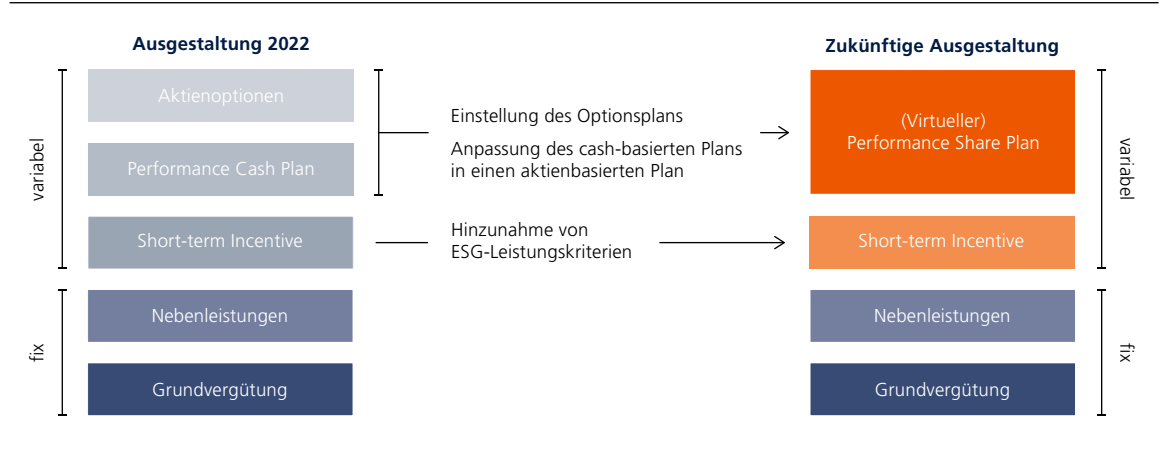 Ausgestaltung 2022
variabel
Aktienoptionen
Performance Cash Plan
Short-term Incentive
fix
Nebenleistungen
Grundvergütung
Einstellung des Optionsplans
Anpassung des cash-basierten Plans
in einen aktienbasierten Plan
Hinzunahme von
ESG-Leistungskriterien
Zukünftige Ausgestaltung
(Virtueller)
Performance Share Plan
Short-term Incentive
variabel
Nebenleistungen
Grundvergütung
fix